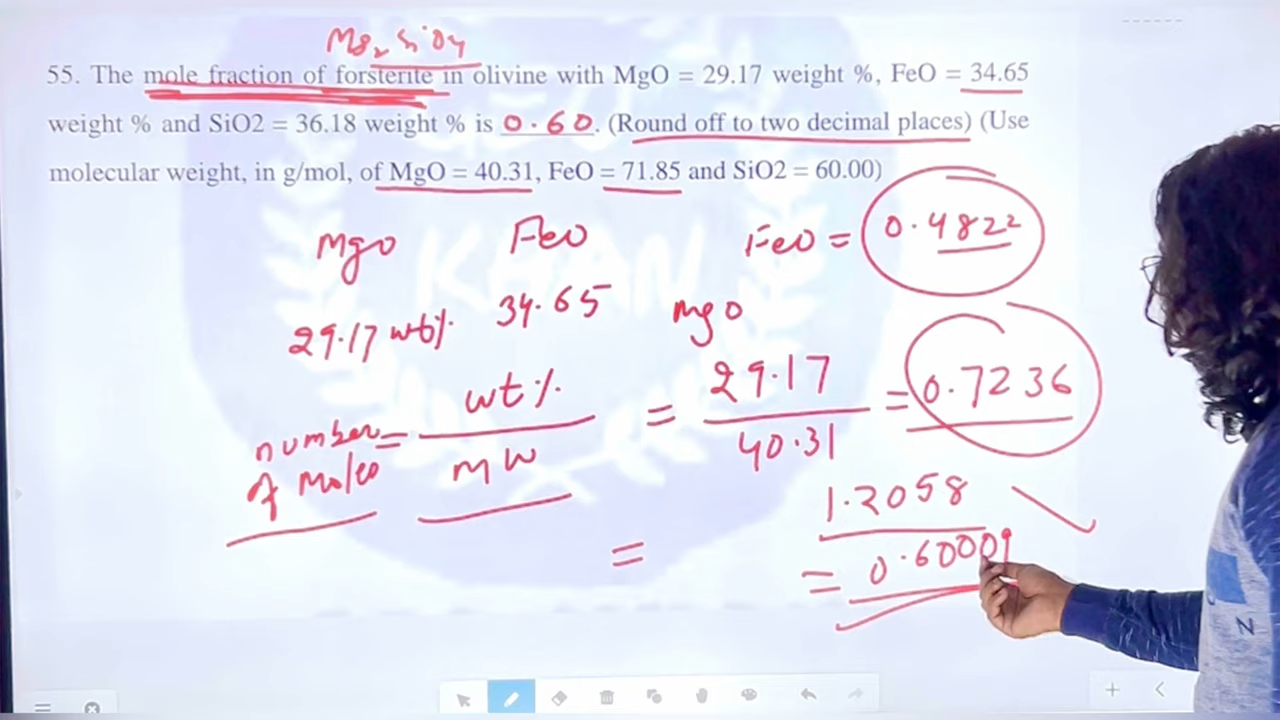 Mg2SiO4
55. The mole fraction of forsterite in olivine with MgO = 29.17 weight %, FeO = 34.65
weight % and SiO2 = 36.18 weight % is 0.60. (Round off to two decimal places) (Use
molecular weight, in g/mol, of MgO = 40.31, FeO = 71.85 and SiO2 = 60.00)
MgO FeO FeO = 0.4822
29.17 wt% 34.65 MgO
number of Moles = wt% / MW = 29.17 / 40.31 = 0.7236
1.2058
=
= 0.60009
KHAN
N